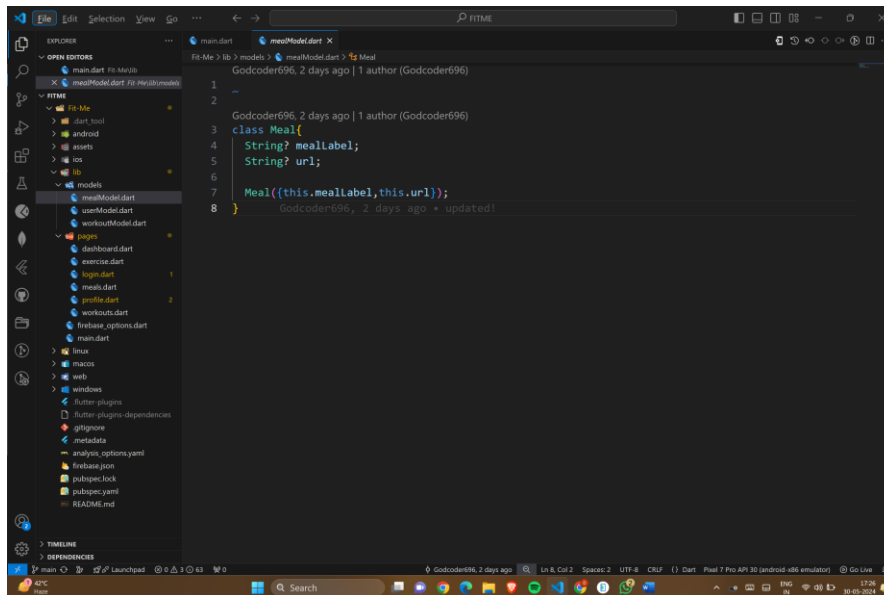 File Edit Selection View Go ··· FITME
EXPLORER ···
OPEN EDITORS
main.dart Fit-Me\lib
mealModel.dart Fit-Me\lib\models
FITME
Fit-Me
.dart_tool
android
assets
ios
lib
models
mealModel.dart
userModel.dart
workoutModel.dart
pages
dashboard.dart
exercise.dart
login.dart 1
meals.dart
profile.dart 2
workouts.dart
firebase_options.dart
main.dart
linux
macos
web
windows
.flutter-plugins
.flutter-plugins-dependencies
.gitignore
.metadata
analysis_options.yaml
firebase.json
pubspec.lock
pubspec.yaml
README.md
TIMELINE
DEPENDENCIES
main.dart mealModel.dart
Fit-Me > lib > models > mealModel.dart > Meal
Godcoder696, 2 days ago | 1 author (Godcoder696)
1
2
Godcoder696, 2 days ago | 1 author (Godcoder696)
3 class Meal{
4 String? mealLabel;
5 String? url;
6
7 Meal({this.mealLabel,this.url});
8 } Godcoder696, 2 days ago • updated!
main Launchpad 0 3 63 0 Godcoder696, 2 days ago Ln 8, Col 2 Spaces: 2 UTF-8 CRLF {} Dart Pixel 7 Pro API 30 (android-x86 emulator) Go Live
42°C
Haze
Search
ENG
IN
17:26
30-05-2024